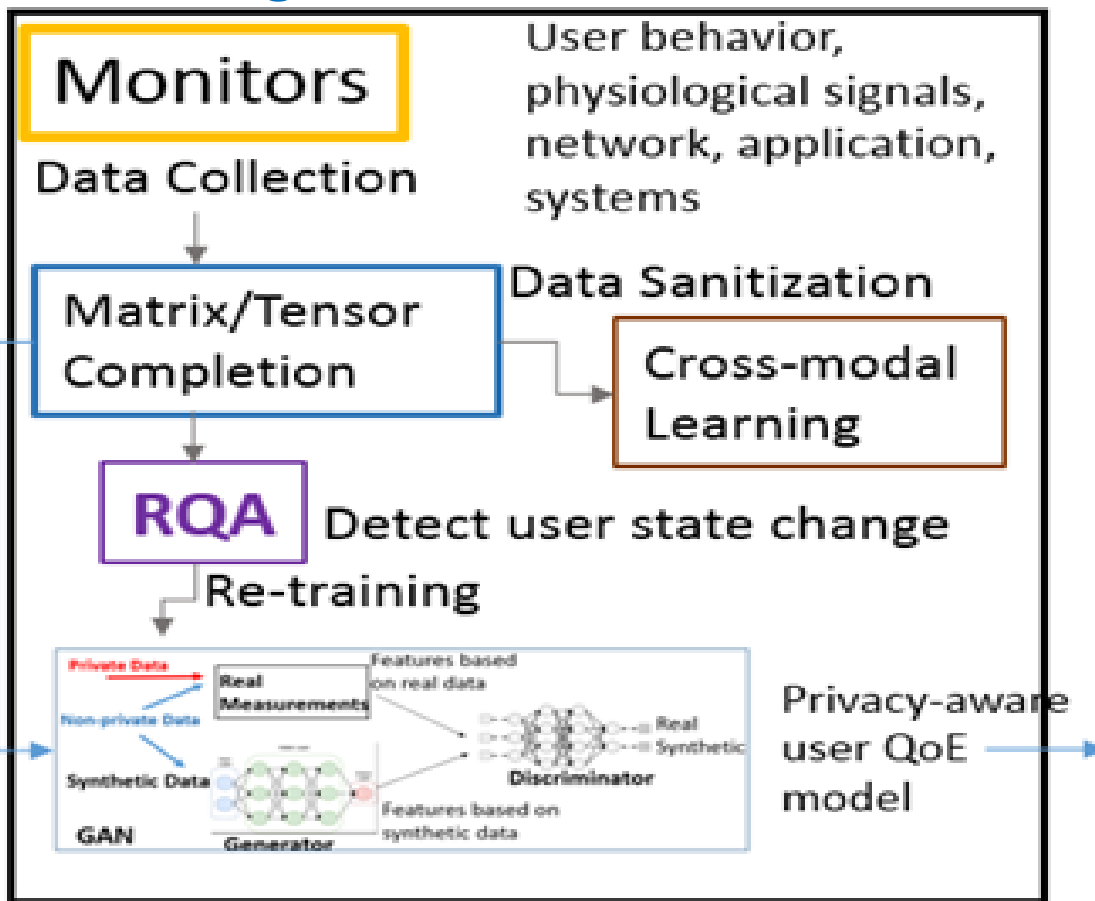 Monitors
User behavior,
physiological signals,
network, application,
systems
Data Collection
Matrix/Tensor
Completion
Data Sanitization
Cross-modal
Learning
RQA
Detect user state change
Re-training
Private Data
Non-private Data
Synthetic Data
GAN
Real
Measurements
Features based
on real data
Generator
Features based on
synthetic data
Discriminator
Real
Synthetic
Privacy-aware
user QoE
model